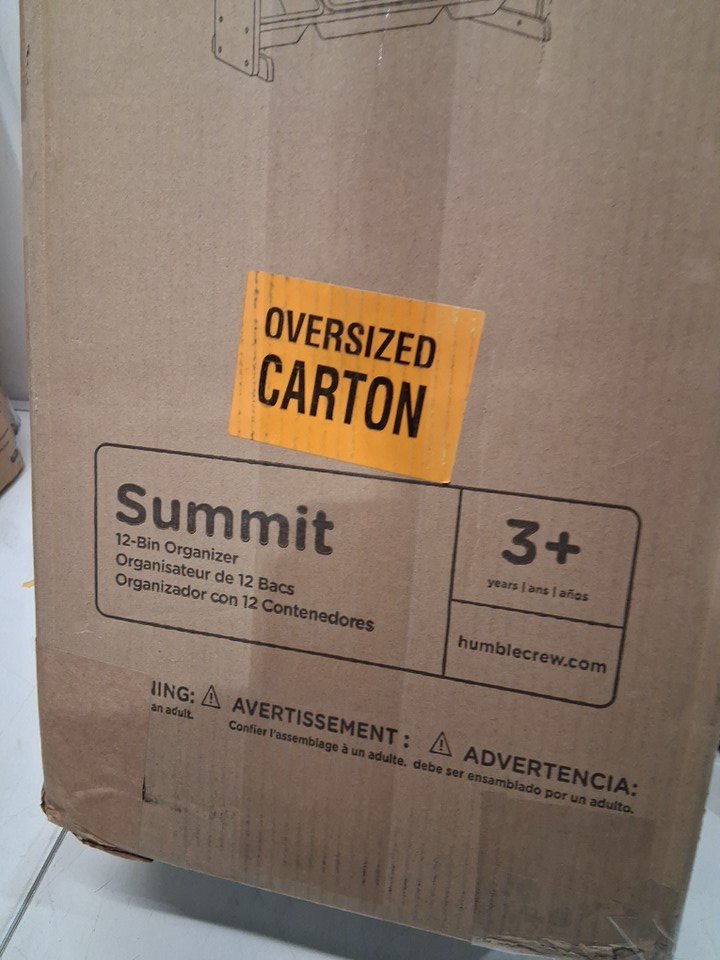 OVERSIZED
CARTON
Summit
12-Bin Organizer
Organisateur de 12 Bacs
Organizador con 12 Contenedores
3+
years | ans | años
humblecrew.com
ING: ⚠ AVERTISSEMENT : ⚠ ADVERTENCIA:
an adult. Confier l'assemblage à un adulte. debe ser ensamblado por un adulto.